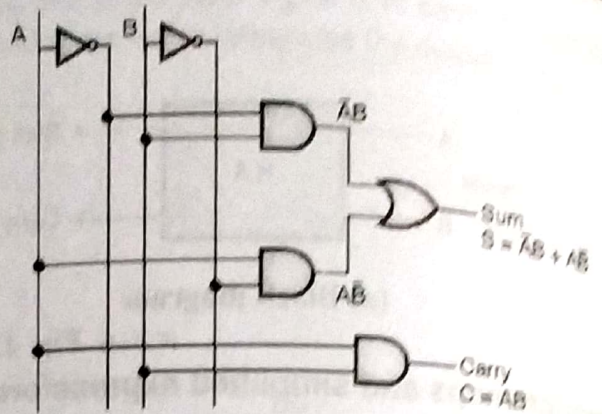 A
B
ĀB
Sum
S = ĀB + AB̄
AB̄
Carry
C = AB